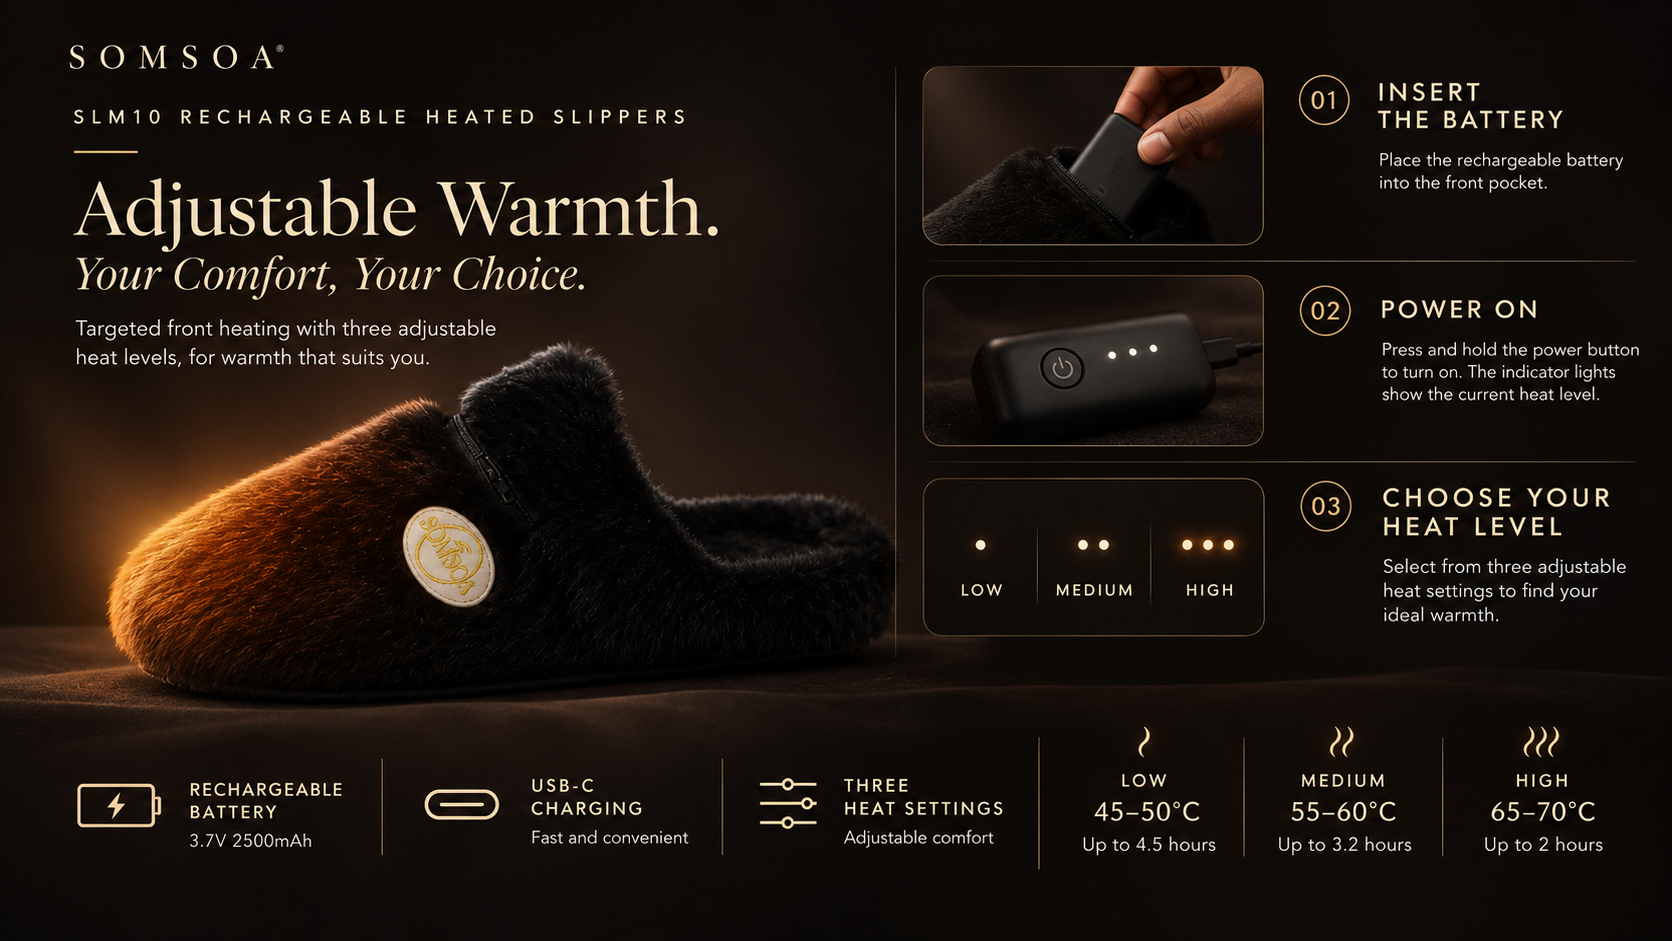 SOMSOA®
SLM10 RECHARGEABLE HEATED SLIPPERS
Adjustable Warmth.
Your Comfort, Your Choice.
Targeted front heating with three adjustable
heat levels, for warmth that suits you.
SOMSOA
01
INSERT
THE BATTERY
Place the rechargeable battery
into the front pocket.
02
POWER ON
Press and hold the power button
to turn on. The indicator lights
show the current heat level.
LOW
MEDIUM
HIGH
03
CHOOSE YOUR
HEAT LEVEL
Select from three adjustable
heat settings to find your
ideal warmth.
RECHARGEABLE
BATTERY
3.7V 2500mAh
USB-C
CHARGING
Fast and convenient
THREE
HEAT SETTINGS
Adjustable comfort
LOW
45–50°C
Up to 4.5 hours
MEDIUM
55–60°C
Up to 3.2 hours
HIGH
65–70°C
Up to 2 hours